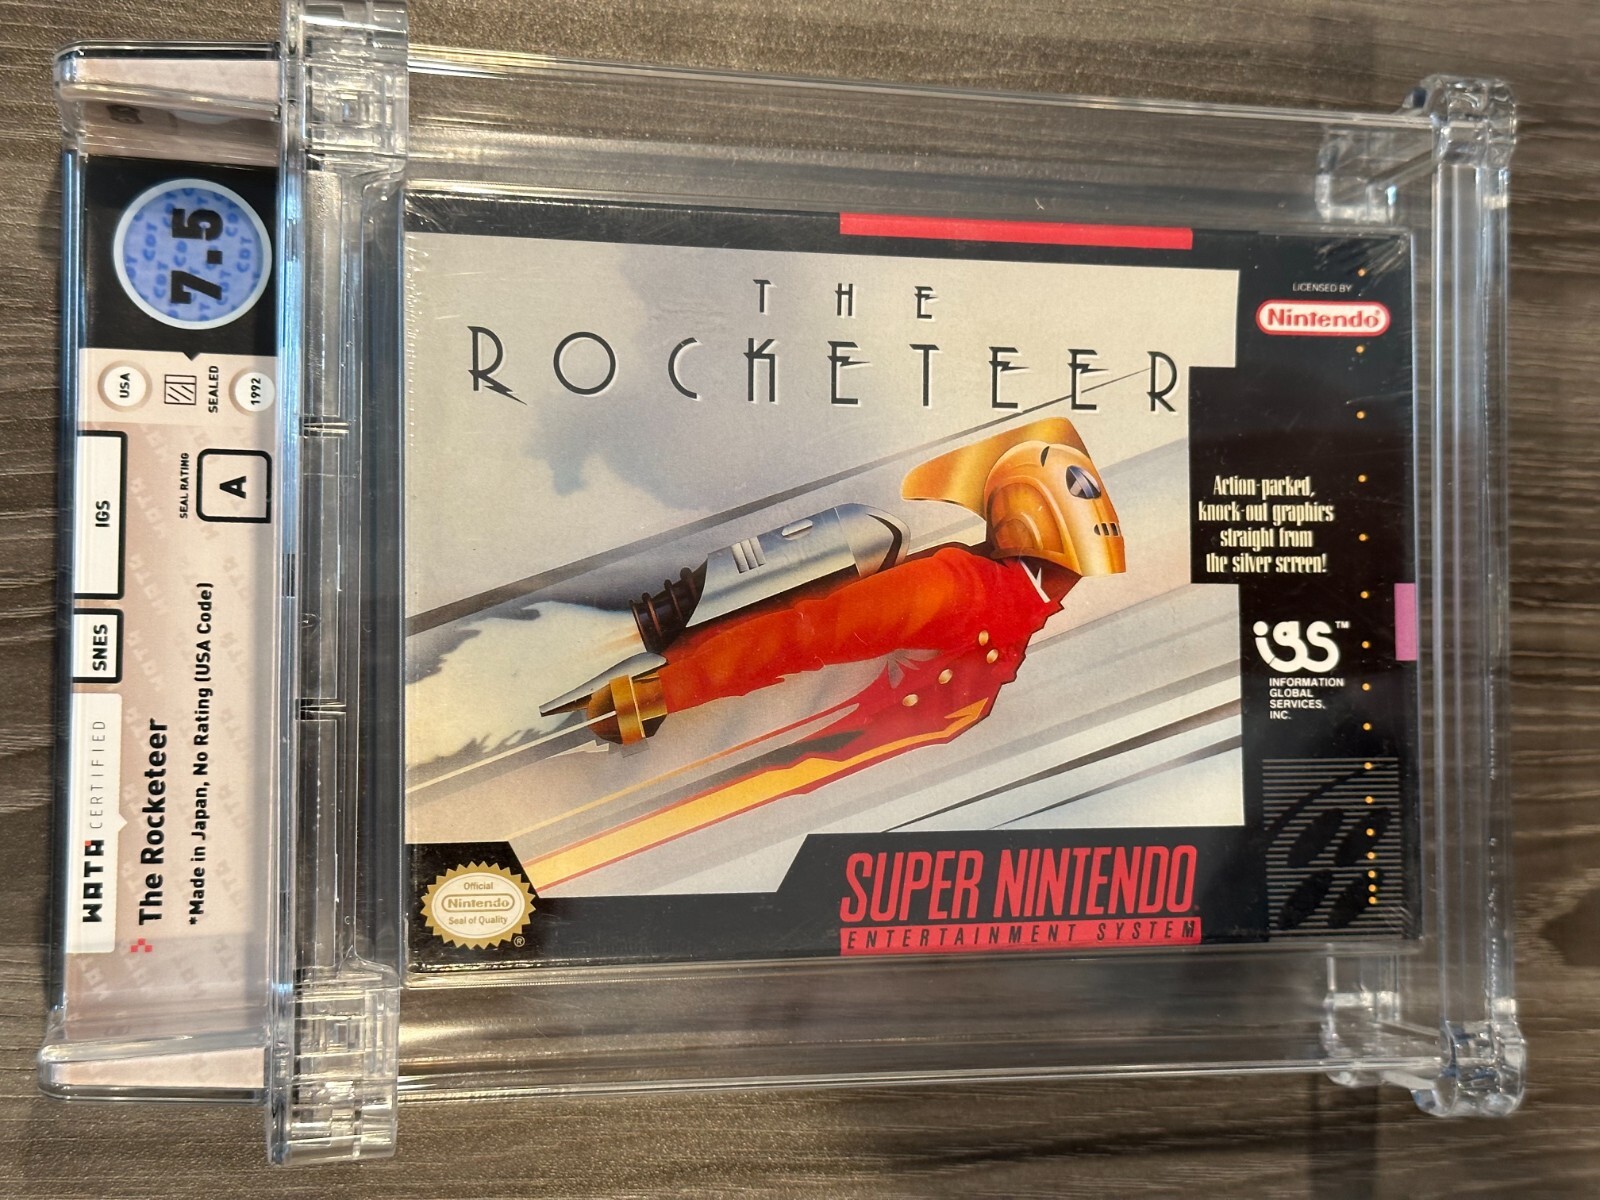 WATA CERTIFIED
SNES
IGS
USA
7.5
The Rocketeer
*Made in Japan, No Rating (USA Code)
SEALED
1992
SEAL RATING
A
THE
ROCKETEER
LICENSED BY
Nintendo®
Action-packed,
knock-out graphics
straight from
the silver screen!
iGS™
INFORMATION
GLOBAL
SERVICES,
INC.
Official
Nintendo
Seal of Quality
®
SUPER NINTENDO
ENTERTAINMENT SYSTEM